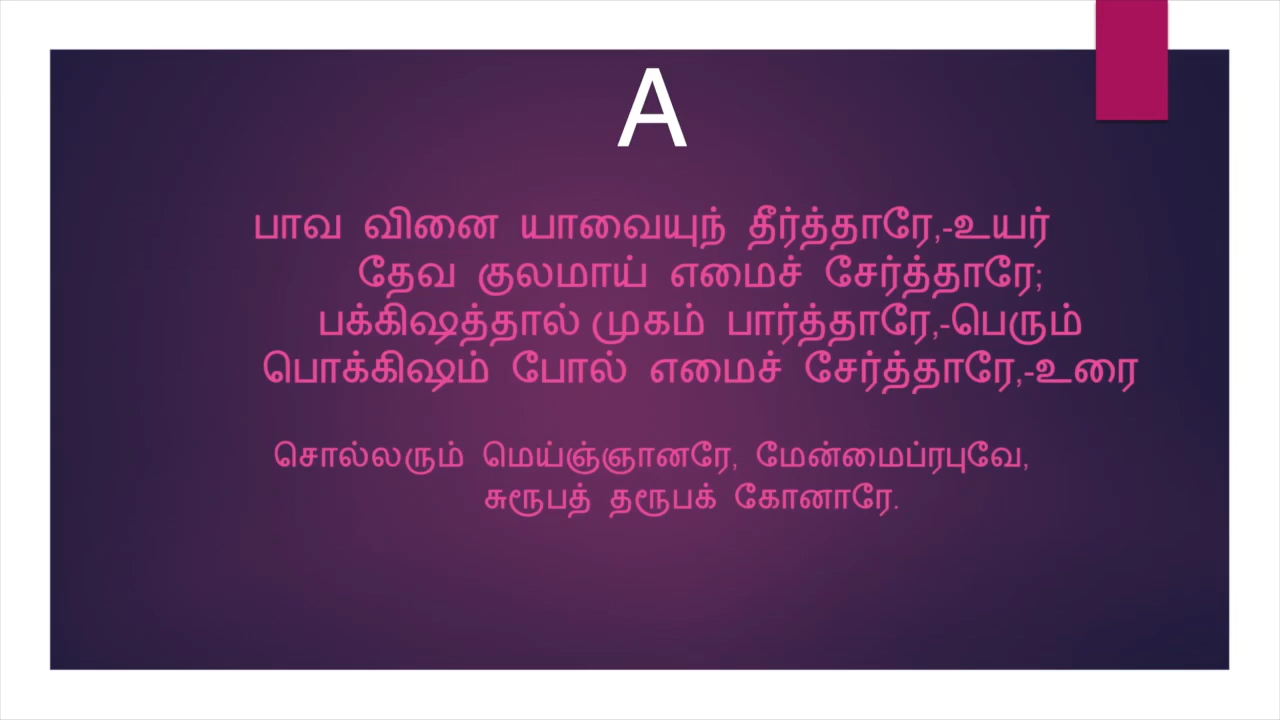 A
பாவ வினை யாவையுந் தீர்த்தாரே,-உயர்
தேவ குலமாய் எமைச் சேர்த்தாரே;
பக்கிஷத்தால் முகம் பார்த்தாரே,-பெரும்
பொக்கிஷம் போல் எமைச் சேர்த்தாரே,-உரை
சொல்லரும் மெய்ஞ்ஞானரே, மேன்மைப்ரபுவே,
சுரூபத் தரூபக் கோனாரே.